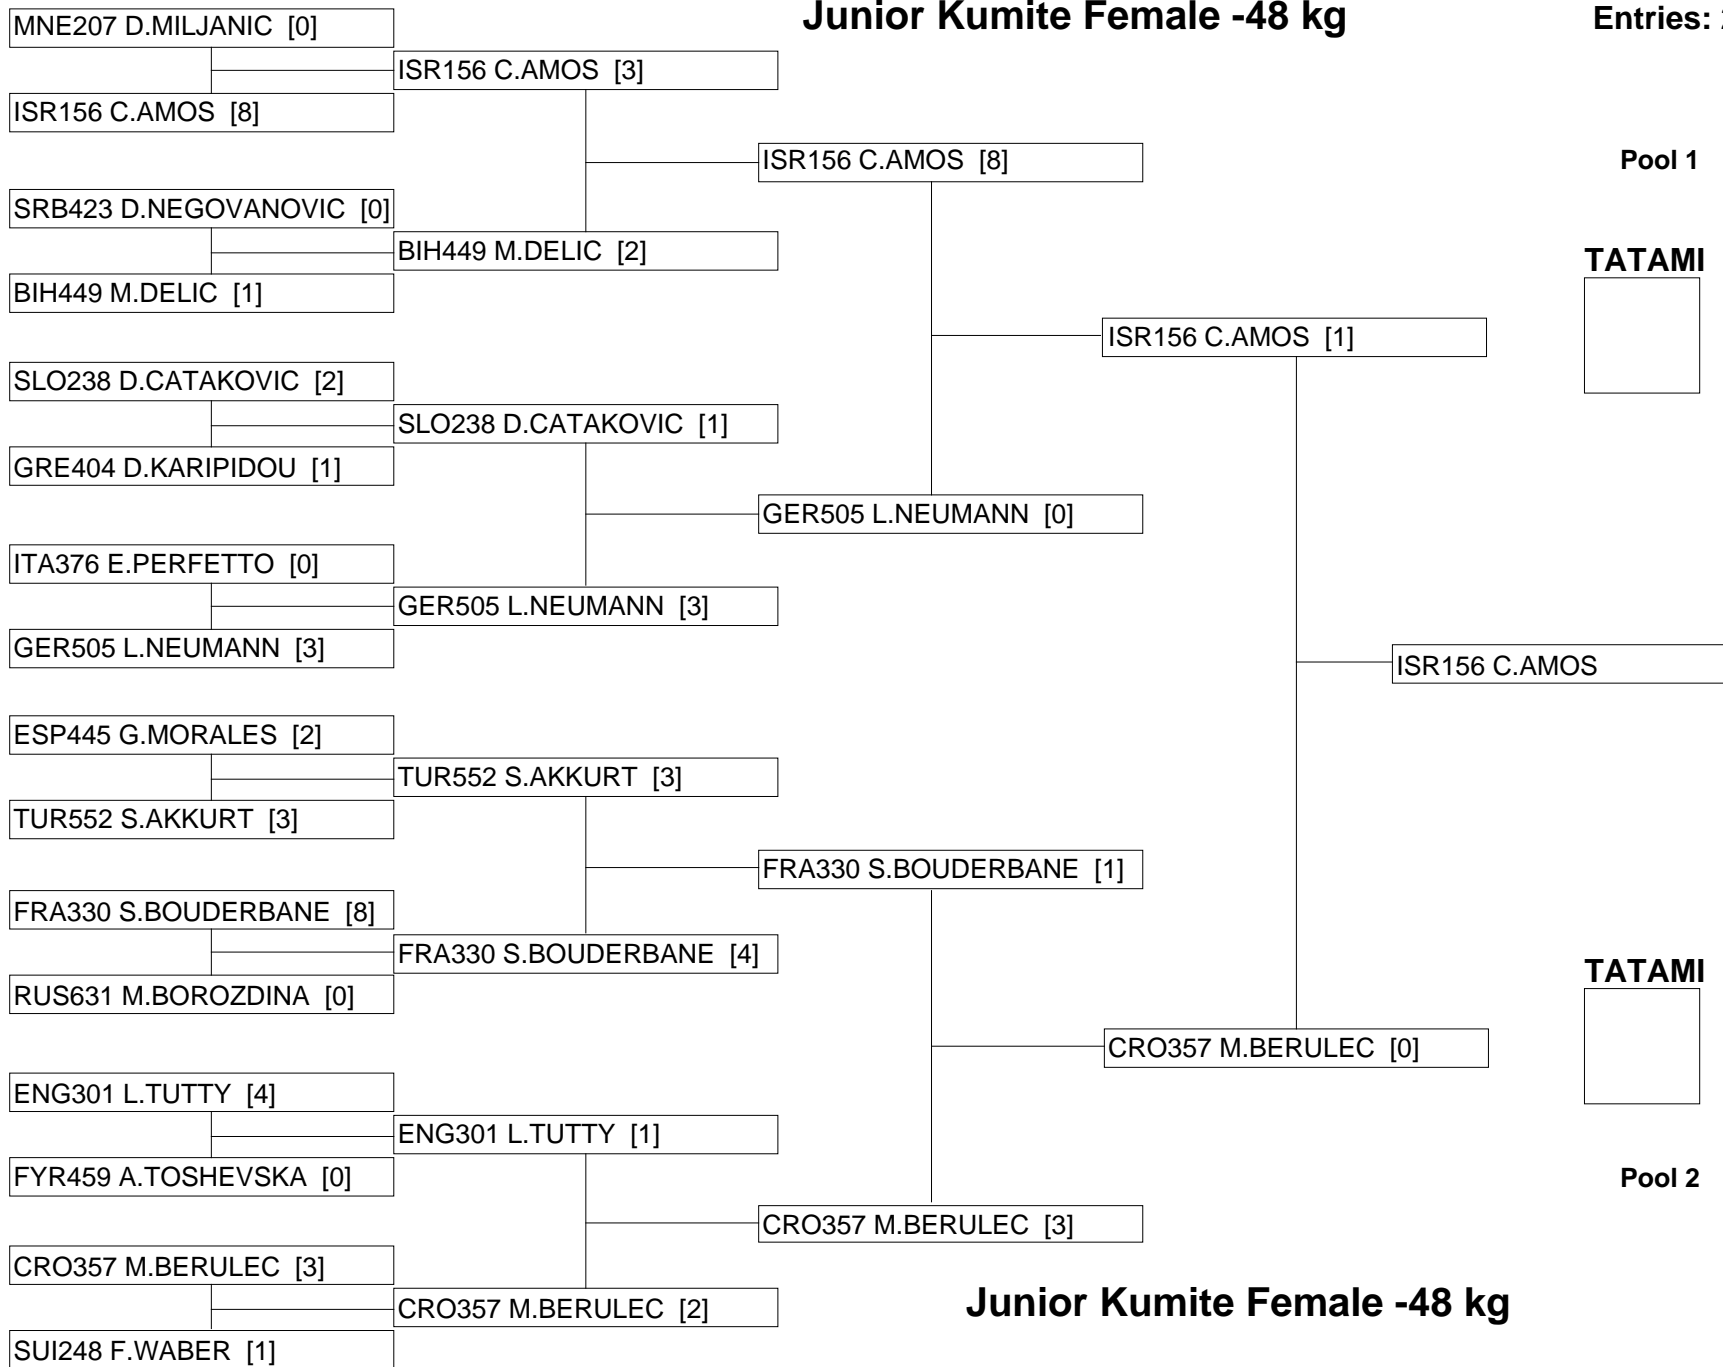 Junior Kumite Female -48 kg
Entries:
MNE207 D.MILJANIC [0]
ISR156 C.AMOS [3]
ISR156 C.AMOS [8]
ISR156 C.AMOS [8]
Pool 1
SRB423 D.NEGOVANOVIC [0]
BIH449 M.DELIC [2]
TATAMI
BIH449 M.DELIC [1]
ISR156 C.AMOS [1]
SLO238 D.CATAKOVIC [2]
SLO238 D.CATAKOVIC [1]
GRE404 D.KARIPIDOU [1]
GER505 L.NEUMANN [0]
ITA376 E.PERFETTO [0]
GER505 L.NEUMANN [3]
GER505 L.NEUMANN [3]
ISR156 C.AMOS
ESP445 G.MORALES [2]
TUR552 S.AKKURT [3]
TUR552 S.AKKURT [3]
FRA330 S.BOUDERBANE [1]
FRA330 S.BOUDERBANE [8]
FRA330 S.BOUDERBANE [4]
TATAMI
RUS631 M.BOROZDINA [0]
CRO357 M.BERULEC [0]
ENG301 L.TUTTY [4]
ENG301 L.TUTTY [1]
FYR459 A.TOSHEVSKA [0]
Pool 2
CRO357 M.BERULEC [3]
CRO357 M.BERULEC [3]
CRO357 M.BERULEC [2]
Junior Kumite Female -48 kg
SUI248 F.WABER [1]